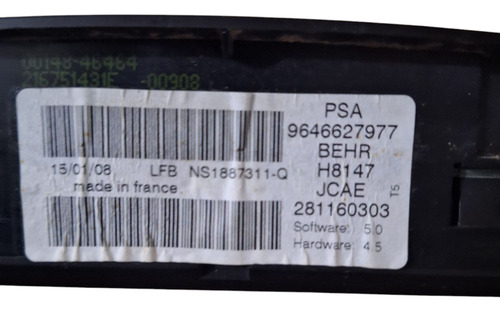 00148-46464
216751431F -00908
15/01/08 LFB NS1887311-Q
made in france
PSA
9646627977
BEHR
H8147
JCAE
281160303
T5
Software: 5.0
Hardware: 4.5